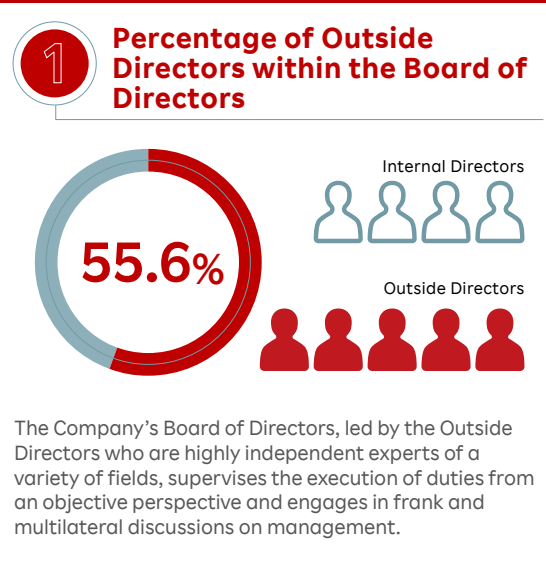 1
Percentage of Outside
Directors within the Board of
Directors
Internal Directors
55.6%
Outside Directors
The Company’s Board of Directors, led by the Outside
Directors who are highly independent experts of a
variety of fields, supervises the execution of duties from
an objective perspective and engages in frank and
multilateral discussions on management.